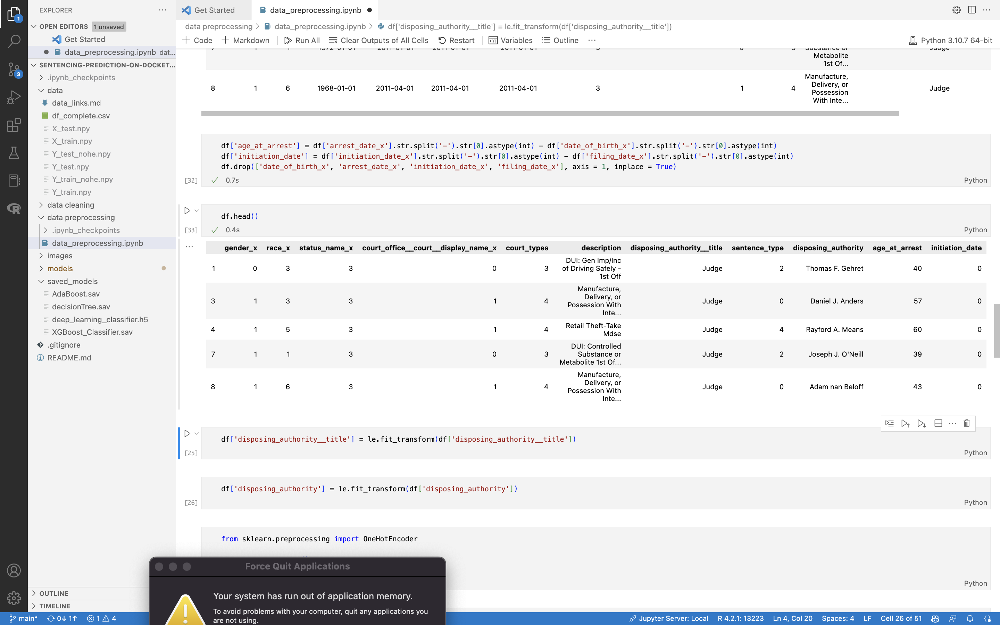 EXPLORER
···
Get Started
data_preprocessing.ipynb
OPEN EDITORS 1 unsaved
Get Started
data_preprocessing.ipynb dat...
SENTENCING-PREDICTION-ON-DOCKET...
.ipynb_checkpoints
data
data_links.md
df_complete.csv
X_test.npy
X_train.npy
Y_test_nohe.npy
Y_test.npy
Y_train_nohe.npy
Y_train.npy
data cleaning
data preprocessing
.ipynb_checkpoints
data_preprocessing.ipynb
images
models
saved_models
AdaBoost.sav
decisionTree.sav
deep_learning_classifier.h5
XGBoost_Classifier.sav
.gitignore
README.md
OUTLINE
TIMELINE
1
3
data preprocessing > data_preprocessing.ipynb > df['disposing_authority__title'] = le.fit_transform(df['disposing_authority__title'])
+ Code + Markdown Run All Clear Outputs of All Cells Restart Variables Outline ··· Python 3.10.7 64-bit
7 1 1 1972-01-01 2011-01-01 2011-01-01 2011-01-01 3 0 3 Substance or Judge
Metabolite
1st Of...
Manufacture,
Delivery, or
8 1 6 1968-01-01 2011-04-01 2011-04-01 2011-04-01 3 1 4 Possession Judge
With Inte...
df['age_at_arrest'] = df['arrest_date_x'].str.split('-').str[0].astype(int) - df['date_of_birth_x'].str.split('-').str[0].astype(int)
df['initiation_date'] = df['initiation_date_x'].str.split('-').str[0].astype(int) - df['filing_date_x'].str.split('-').str[0].astype(int)
df.drop(['date_of_birth_x', 'arrest_date_x', 'initiation_date_x', 'filing_date_x'], axis = 1, inplace = True)
[32] ✓ 0.7s Python
df.head()
[33] ✓ 0.4s Python
gender_x race_x status_name_x court_office__court__display_name_x court_types description disposing_authority__title sentence_type disposing_authority age_at_arrest initiation_date
DUI: Gen Imp/Inc
1 0 3 3 0 3 of Driving Safely - Judge 2 Thomas F. Gehret 40 0
1st Off
Manufacture,
3 1 3 3 1 4 Delivery, or Judge 0 Daniel J. Anders 57 0
Possession With
Inte...
4 1 5 3 1 4 Retail Theft-Take Judge 4 Rayford A. Means 60 0
Mdse
DUI: Controlled
7 1 1 3 0 3 Substance or Judge 2 Joseph J. O'Neill 39 0
Metabolite 1st Of...
Manufacture,
8 1 6 3 1 4 Delivery, or Judge 0 Adam nan Beloff 43 0
Possession With
Inte...
df['disposing_authority__title'] = le.fit_transform(df['disposing_authority__title'])
[25] Python
df['disposing_authority'] = le.fit_transform(df['disposing_authority'])
[26] Python
from sklearn.preprocessing import OneHotEncoder
Python
Force Quit Applications
Your system has run out of application memory.
To avoid problems with your computer, quit any applications you
are not using.
main* 0↓ 1↑ 1 4 Jupyter Server: Local R 4.2.1: 13223 Ln 4, Col 20 Spaces: 4 LF Cell 26 of 51